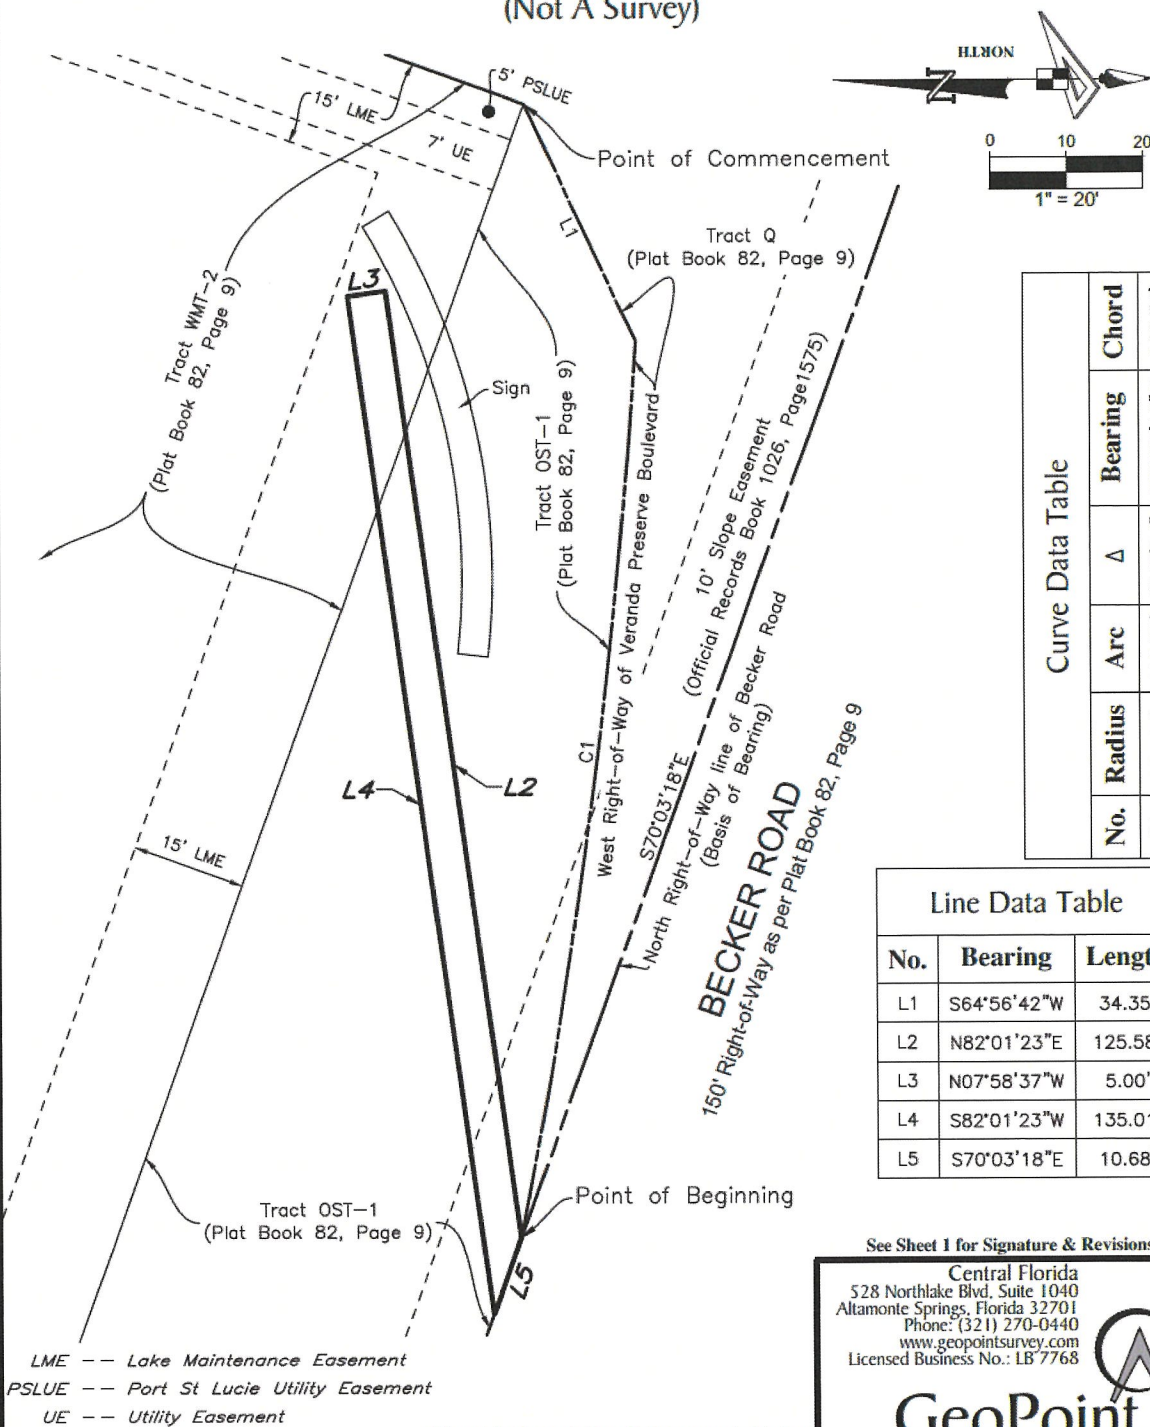 (Not A Survey)
NORTH
N
0 10 20
1" = 20'
5' PSLUE
15' LME
7' UE
Point of Commencement
L1
Tract Q
(Plat Book 82, Page 9)
Tract WMT-2
(Plat Book 82, Page 9)
L3
Sign
Tract OST-1
(Plat Book 82, Page 9)
10' Slope Easement
(Official Records Book 1026, Page1575)
West Right-of-Way of Veranda Preserve Boulevard
C1
S70°03'18"E
North Right-of-Way line of Becker Road
(Basis of Bearing)
BECKER ROAD
150' Right-of-Way as per Plat Book 82, Page 9
L4
L2
15' LME
Tract OST-1
(Plat Book 82, Page 9)
Point of Beginning
L5
LME -- Lake Maintenance Easement
PSLUE -- Port St Lucie Utility Easement
UE -- Utility Easement
Curve Data Table
No. Radius Arc Δ Bearing Chord
Line Data Table
No. Bearing Lengt
L1 S64°56'42"W 34.35
L2 N82°01'23"E 125.58
L3 N07°58'37"W 5.00'
L4 S82°01'23"W 135.01
L5 S70°03'18"E 10.68
See Sheet 1 for Signature & Revisions
Central Florida
528 Northlake Blvd, Suite 1040
Altamonte Springs, Florida 32701
Phone: (321) 270-0440
www.geopointsurvey.com
Licensed Business No.: LB 7768
GeoPoint